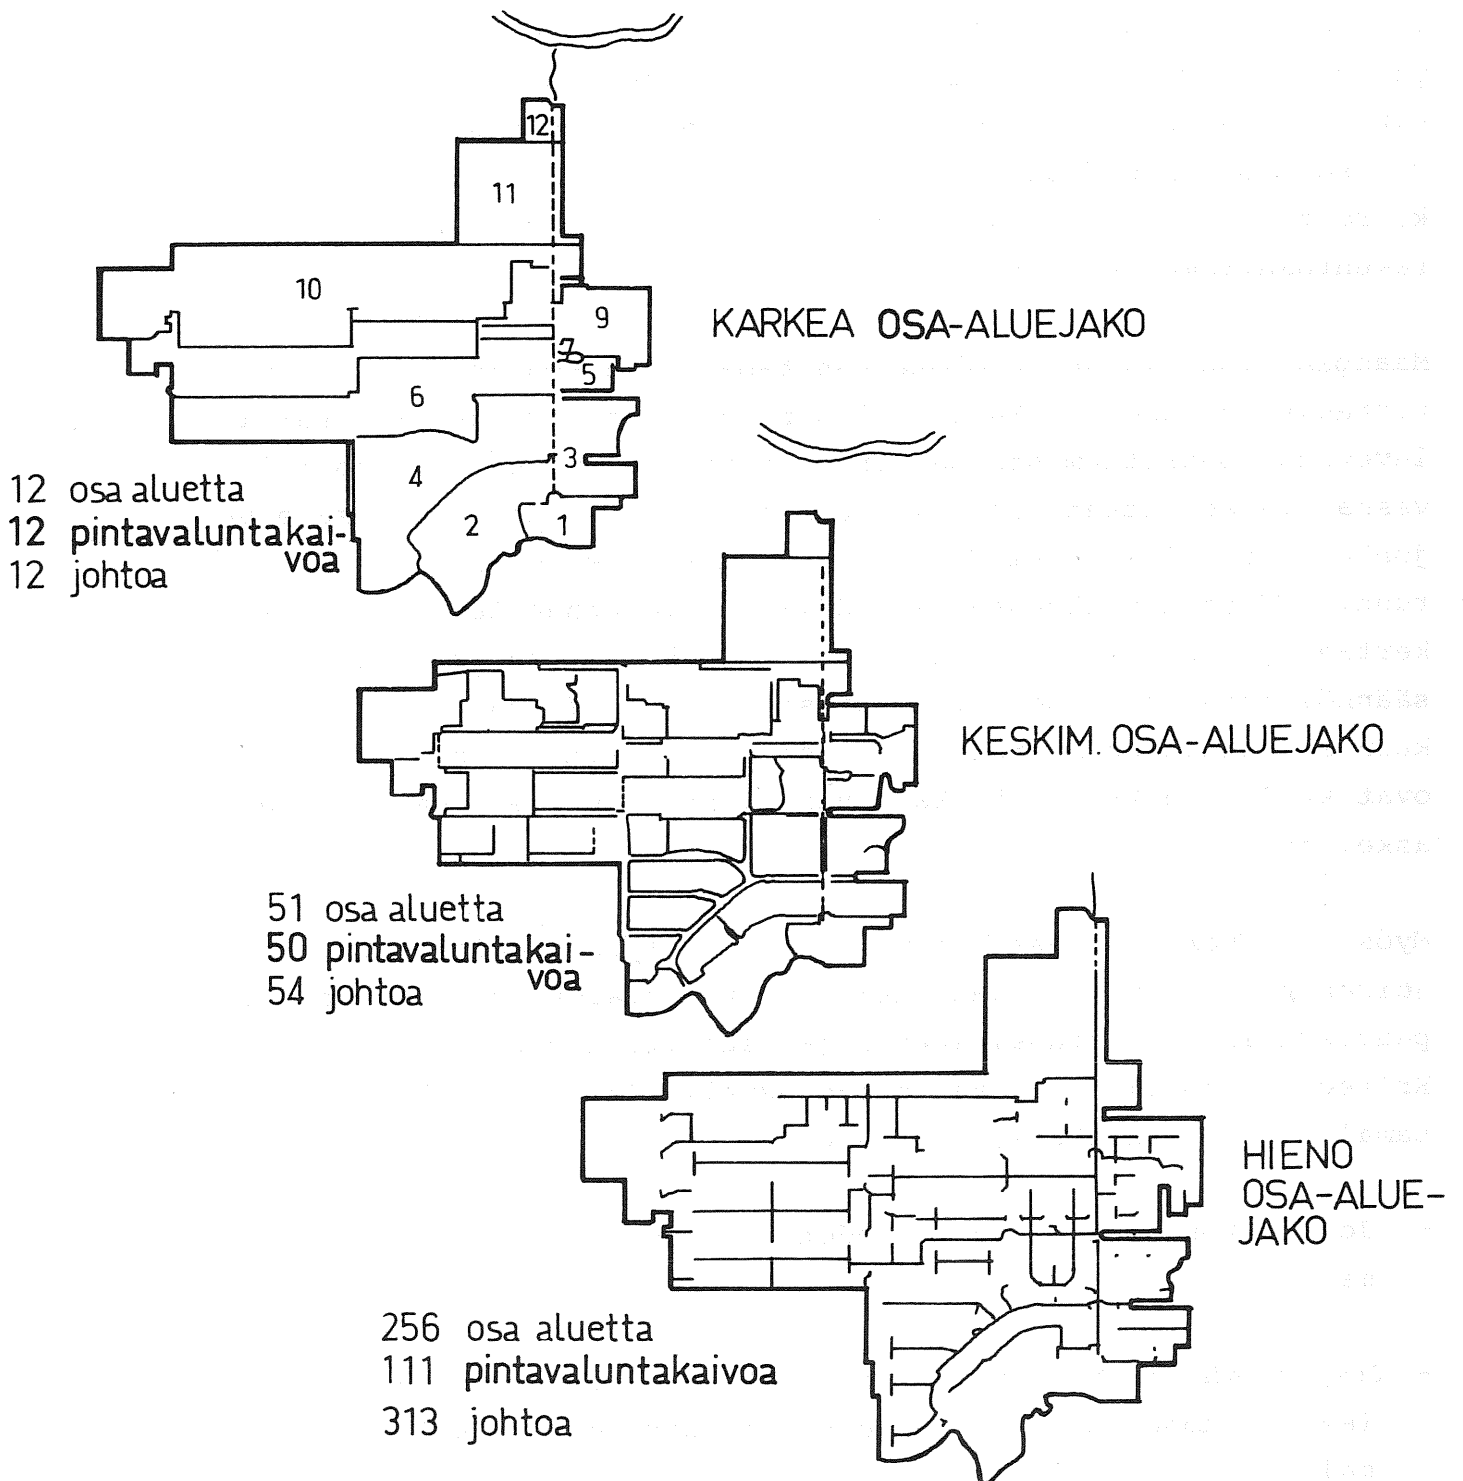 12
11
10
9
KARKEA OSA-ALUEJAKO
7
5
6
3
4
12 osa aluetta
2
1
12 pintavaluntakai-
voa
12 johtoa
KESKIM. OSA-ALUEJAKO
51 osa aluetta
50 pintavaluntakai-
voa
54 johtoa
HIENO
OSA-ALUE-
JAKO
256 osa aluetta
111 pintavaluntakaivoa
313 johtoa